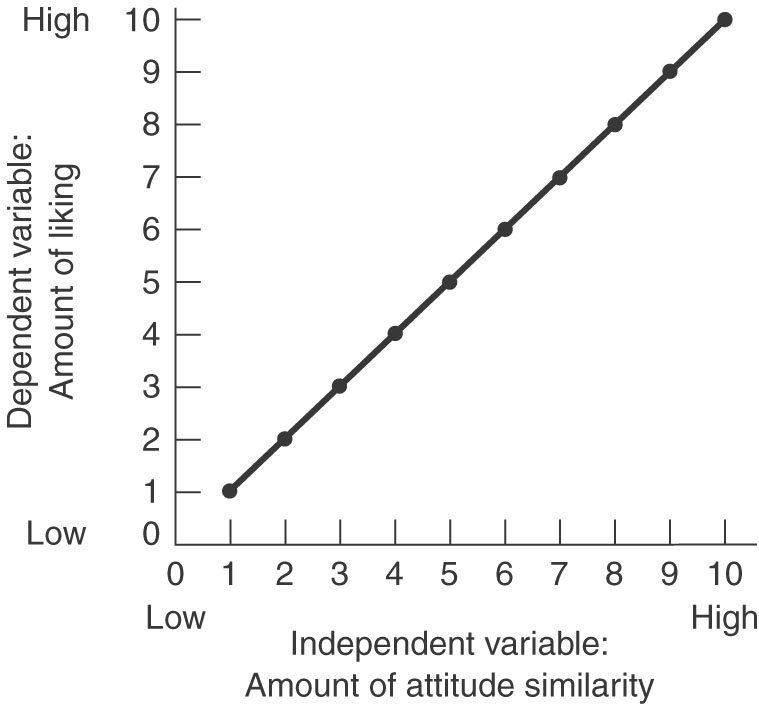 High
10
9
8
7
6
5
4
3
2
1
0
Low
Dependent variable:
Amount of liking
0 1 2 3 4 5 6 7 8 9 10
Low High
Independent variable:
Amount of attitude similarity